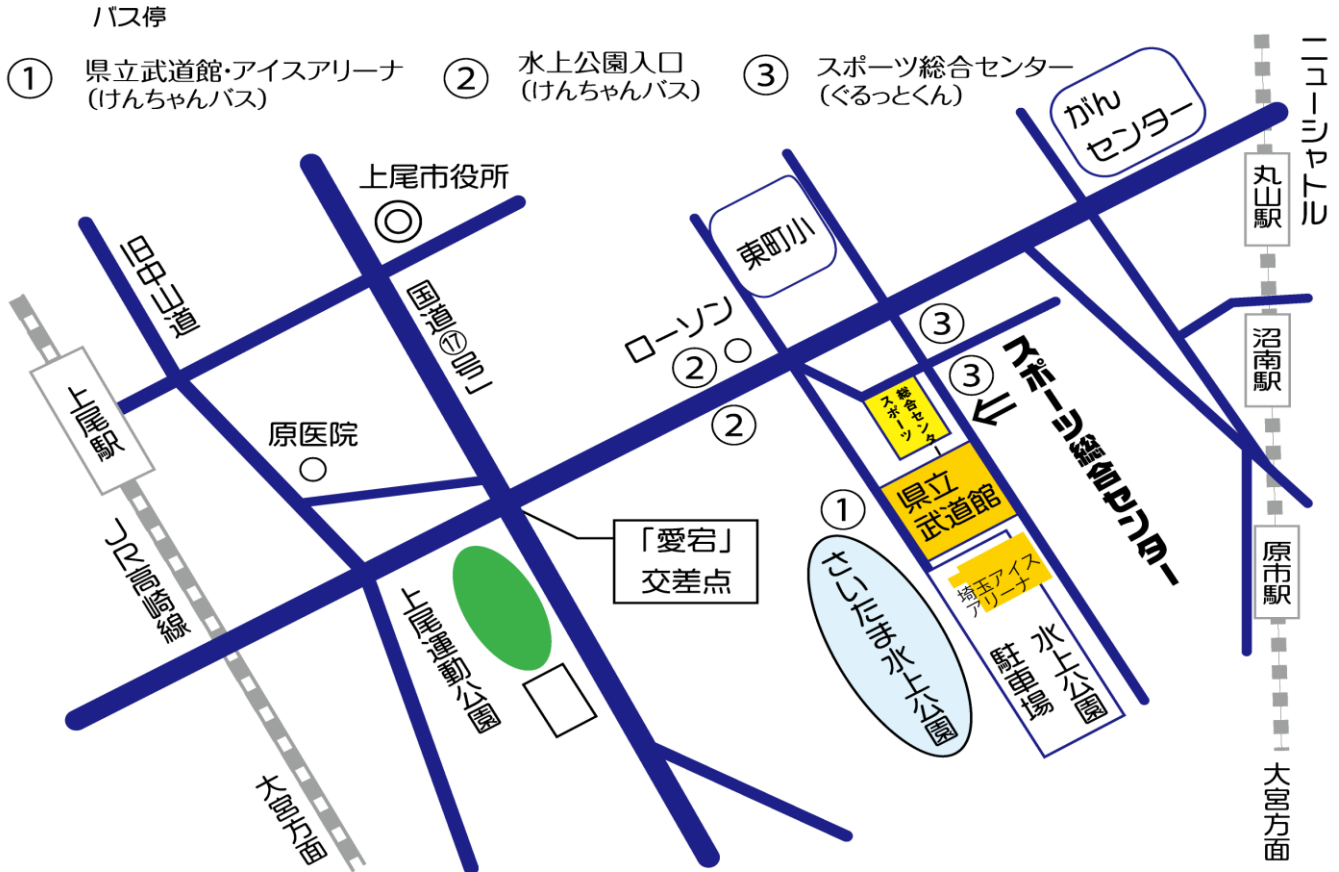 バス停
① 県立武道館・アイスアリーナ
(けんちゃんバス)
② 水上公園入口
(けんちゃんバス)
③ スポーツ総合センター
(ぐるっとくん)
がん
センター
ニューシャトル
丸山駅
沼南駅
原市駅
大宮方面
上尾市役所
旧中山道
国道⑰号」
東町小
ローソン
②
②
③
③
スポーツ総合センター
スポーツ
総合センター
上尾駅
原医院
県立
武道館
①
「愛宕」
交差点
埼玉アイス
アリーナ
さいたま水上公園
水上公園
駐車場
上尾運動公園
JR高崎線
大宮方面